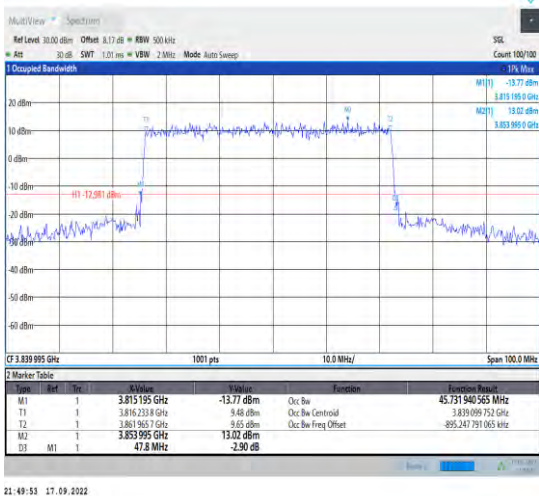 MultiView Spectrum
Ref Level 30.00 dBm Offset 8.17 dB RBW 500 kHz SGL
Att 30 dB SWT 1.01 ms VBW 2 MHz Mode Auto Sweep Count 100/100
1 Occupied Bandwidth 1Pk Max
M1[1] -13.77 dBm
3.815 195 0 GHz
M2[1] 13.02 dBm
3.853 995 0 GHz
20 dBm
T1 M2 T2
10 dBm
0 dBm
-10 dBm
H1 -12.981 dBm
-20 dBm
-30 dBm
-40 dBm
-50 dBm
-60 dBm
CF 3.839 995 GHz 1001 pts 10.0 MHz/ Span 100.0 MHz
2 Marker Table
Type Ref Trc X-Value Y-Value Function Function Result
M1 1 3.815 195 GHz -13.77 dBm Occ Bw 45.731 940 565 MHz
T1 1 3.816 233 8 GHz 9.48 dBm Occ Bw Centroid 3.839 099 752 GHz
T2 1 3.861 965 7 GHz 9.65 dBm Occ Bw Freq Offset -895.247 791 065 kHz
M2 1 3.853 995 GHz 13.02 dBm
D3 M1 1 47.8 MHz -2.90 dB
21:49:53 17.09.2022